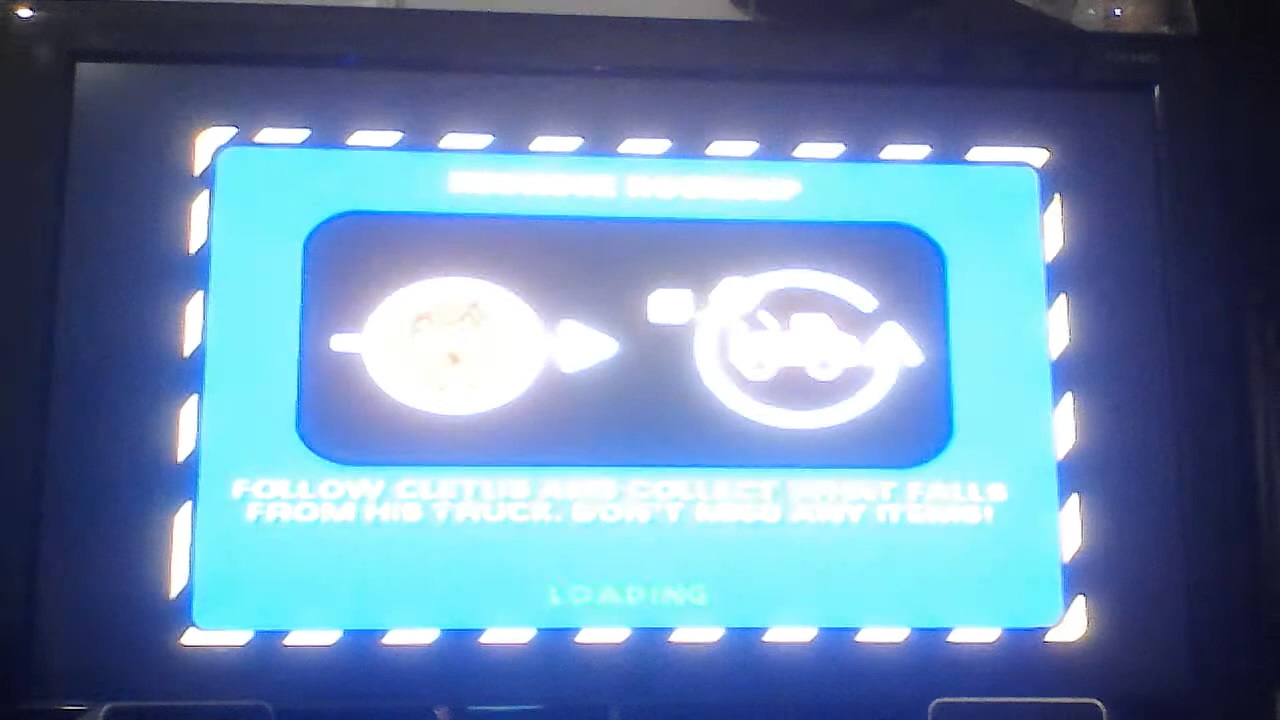 FOLLOW CLETUS AND COLLECT WHAT FALLS
FROM HIS TRUCK. DON'T MISS ANY ITEMS!
LOADING